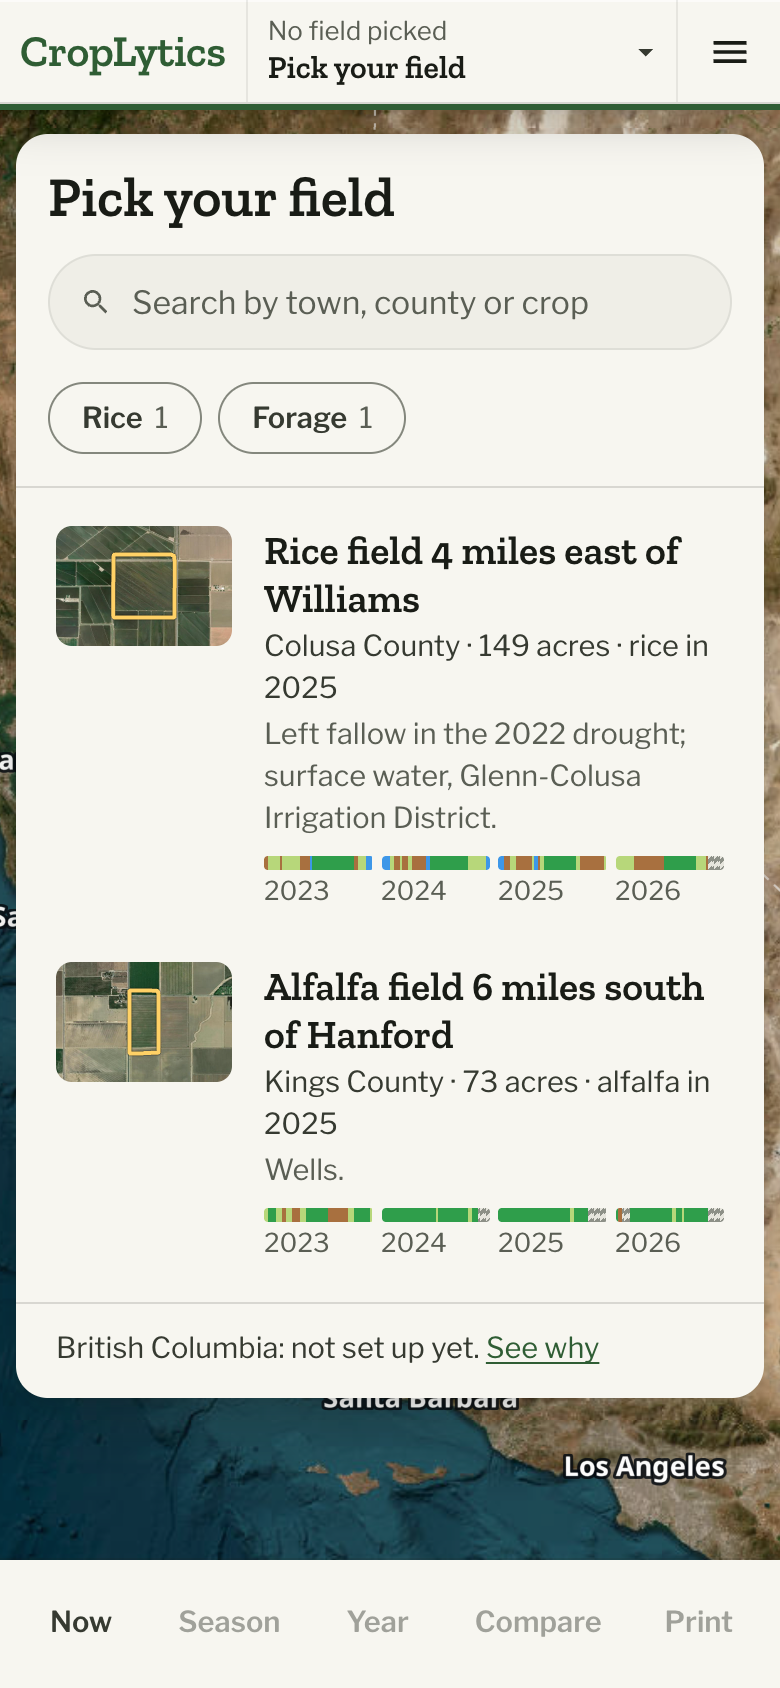 CropLytics
No field picked
Pick your field
Pick your field
Search by town, county or crop
Rice 1
Forage 1
Rice field 4 miles east of
Williams
Colusa County · 149 acres · rice in
2025
Left fallow in the 2022 drought;
surface water, Glenn-Colusa
Irrigation District.
2023 2024 2025 2026
Alfalfa field 6 miles south
of Hanford
Kings County · 73 acres · alfalfa in
2025
Wells.
2023 2024 2025 2026
British Columbia: not set up yet. See why
Santa Barbara
Los Angeles
Now Season Year Compare Print